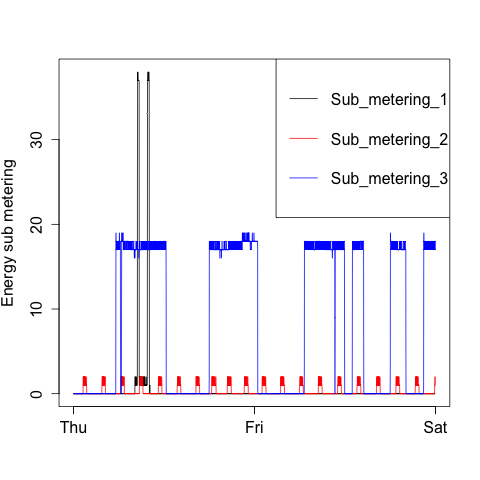 Energy sub metering
30
20
10
0
Sub_metering_1
Sub_metering_2
Sub_metering_3
Thu Fri Sat